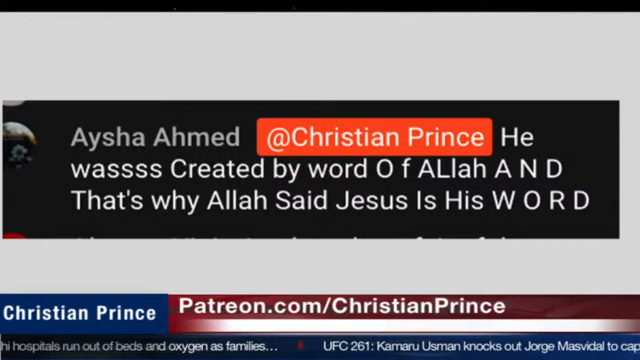 Aysha Ahmed @Christian Prince He
wassss Created by word O f ALlah A N D
That's why Allah Said Jesus Is His W O R D
Christian Prince
Patreon.com/ChristianPrince
hi hospitals run out of beds and oxygen as families... UFC 261: Kamaru Usman knocks out Jorge Masvidal to cap